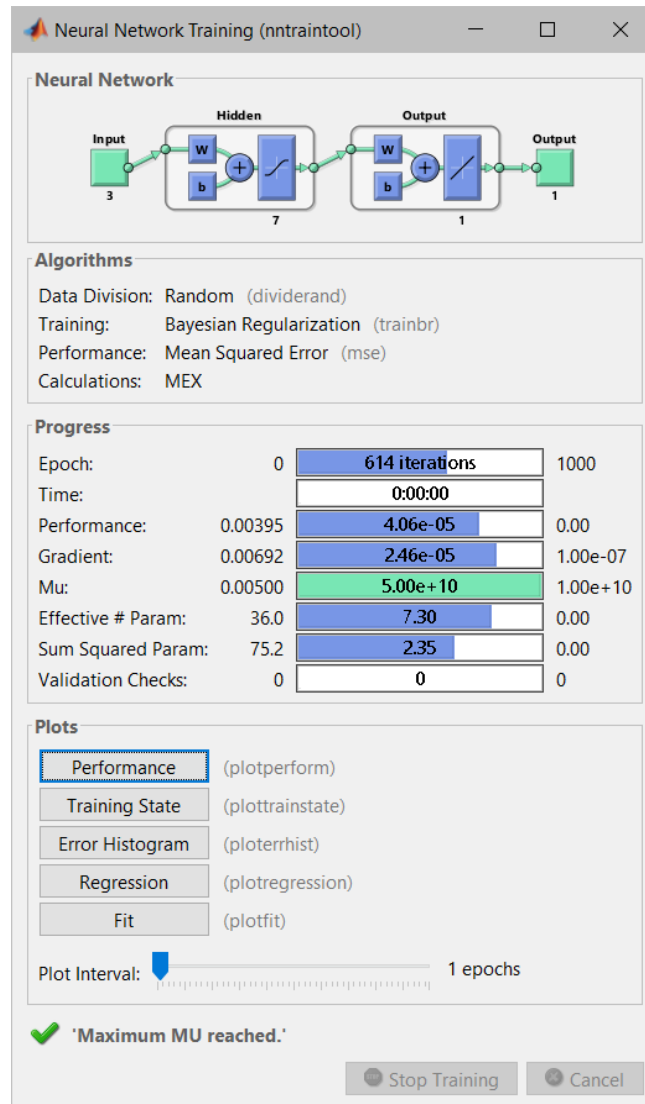 Neural Network Training (nntraintool)
Neural Network
Hidden Output
Input Output
W W
b b
3 7 1 1
Algorithms
Data Division: Random (dividerand)
Training: Bayesian Regularization (trainbr)
Performance: Mean Squared Error (mse)
Calculations: MEX
Progress
Epoch: 0 614 iterations 1000
Time: 0:00:00
Performance: 0.00395 4.06e-05 0.00
Gradient: 0.00692 2.46e-05 1.00e-07
Mu: 0.00500 5.00e+10 1.00e+10
Effective # Param: 36.0 7.30 0.00
Sum Squared Param: 75.2 2.35 0.00
Validation Checks: 0 0 0
Plots
Performance (plotperform)
Training State (plottrainstate)
Error Histogram (ploterrhist)
Regression (plotregression)
Fit (plotfit)
Plot Interval: 1 epochs
'Maximum MU reached.'
Stop Training Cancel